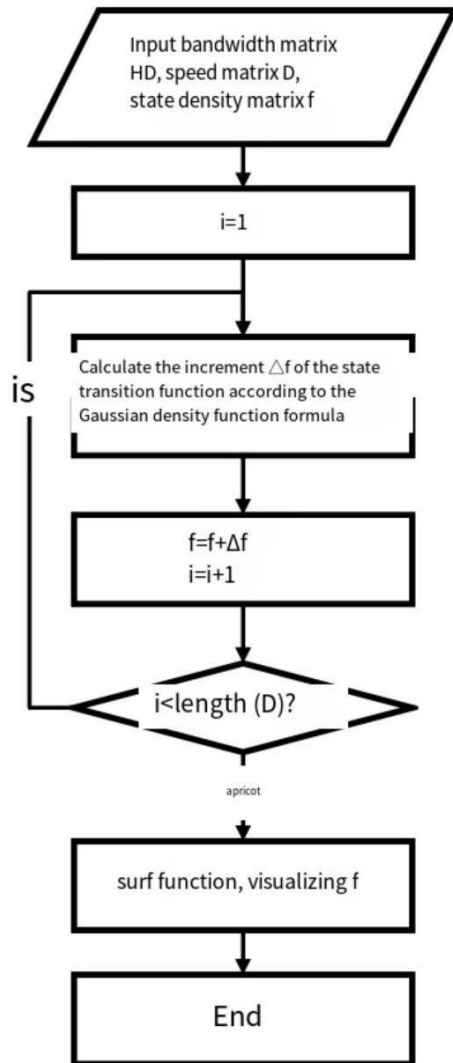 Input bandwidth matrix
HD, speed matrix D,
state density matrix f
i=1
Calculate the increment △f of the state
transition function according to the
Gaussian density function formula
is
f=f+Δf
i=i+1
i<length (D)?
apricot
surf function, visualizing f
End